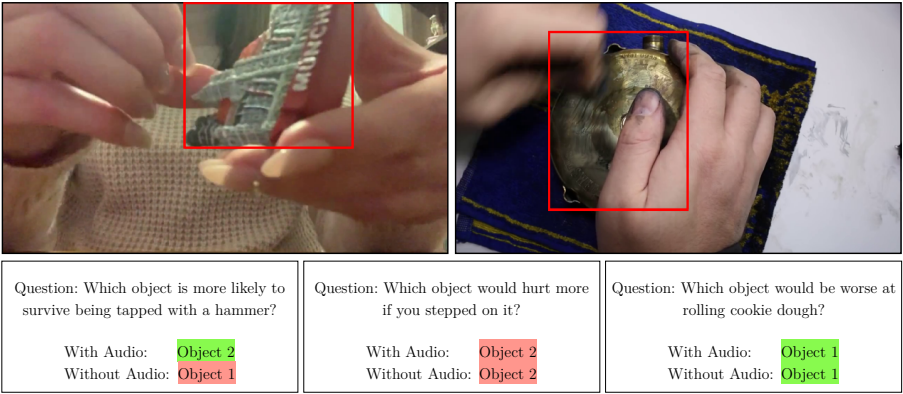 MÜNCH
Question: Which object is more likely to
survive being tapped with a hammer?
With Audio: Object 2
Without Audio: Object 1
Question: Which object would hurt more
if you stepped on it?
With Audio: Object 2
Without Audio: Object 2
Question: Which object would be worse at
rolling cookie dough?
With Audio: Object 1
Without Audio: Object 1